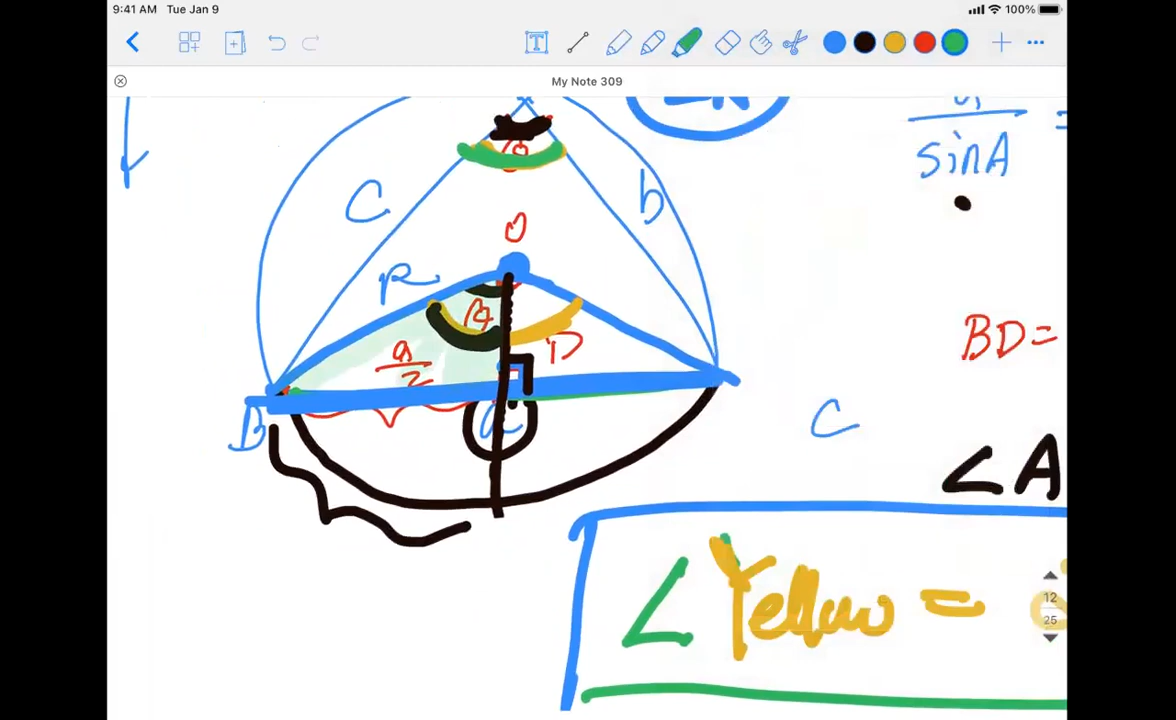 9:41 AM Tue Jan 9
100%
T
My Note 309
sinA
C
b
O
R
A
a/2
D
BD=
B
a
C
∠A
∠Yellow =
12
25